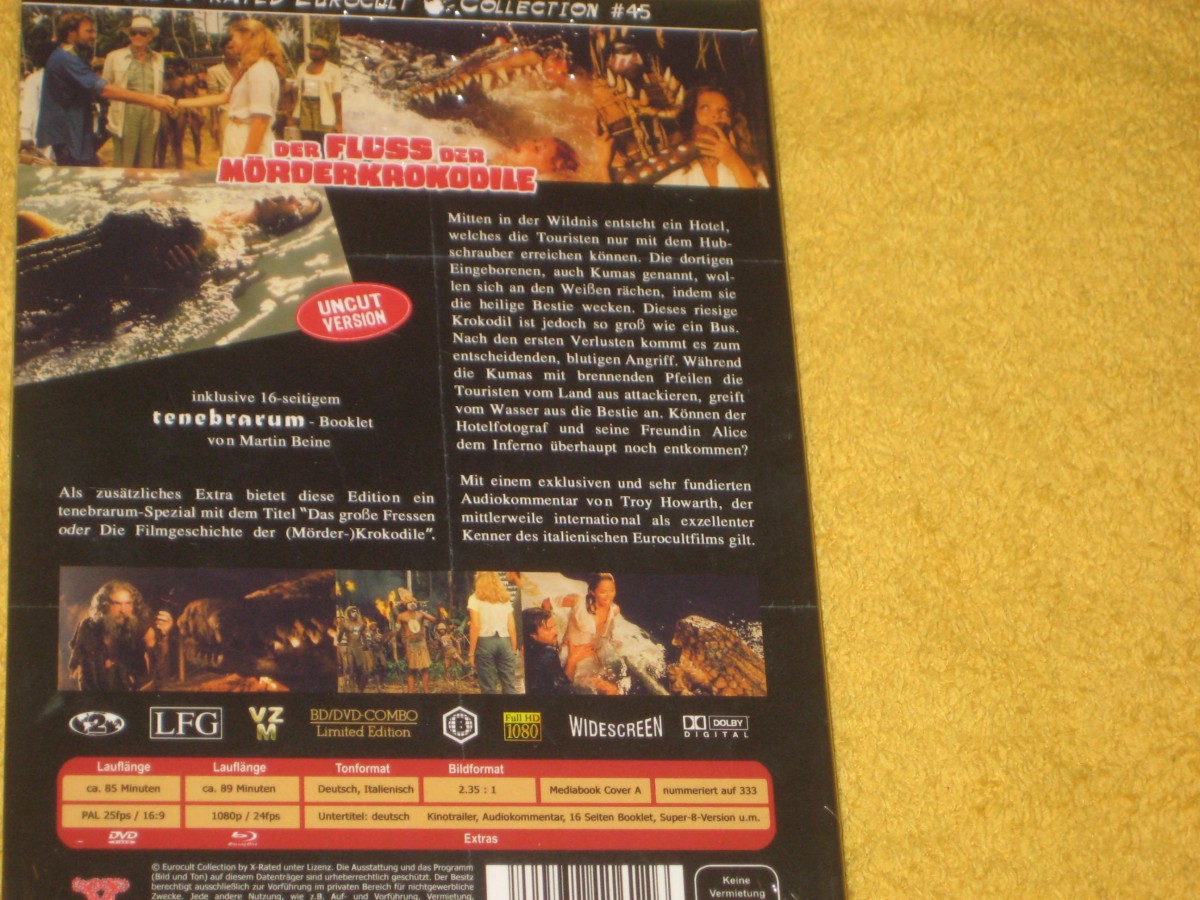 X-RATED EUROCULT COLLECTION #45
DER FLUSS DER
MÖRDERKROKODILE
UNCUT
VERSION
inklusive 16-seitigem
tenebrarum - Booklet
von Martin Beine
Als zusätzliches Extra bietet diese Edition ein
tenebrarum-Spezial mit dem Titel "Das große Fressen
oder Die Filmgeschichte der (Mörder-)Krokodile".
Mitten in der Wildnis entsteht ein Hotel,
welches die Touristen nur mit dem Hub-
schrauber erreichen können. Die dortigen
Eingeborenen, auch Kumas genannt, wol-
len sich an den Weißen rächen, indem sie
die heilige Bestie wecken. Dieses riesige
Krokodil ist jedoch so groß wie ein Bus.
Nach den ersten Verlusten kommt es zum
entscheidenden, blutigen Angriff. Während
die Kumas mit brennenden Pfeilen die
Touristen vom Land aus attackieren, greift
vom Wasser aus die Bestie an. Können der
Hotelfotograf und seine Freundin Alice
dem Inferno überhaupt noch entkommen?
Mit einem exklusiven und sehr fundierten
Audiokommentar von Troy Howarth, der
mittlerweile international als exzellenter
Kenner des italienischen Eurocultfilms gilt.
2 LFG VZM BD/DVD-COMBO Limited Edition B Full HD 1080 WIDESCREEN DOLBY DIGITAL
Lauflänge Lauflänge Tonformat Bildformat
ca. 85 Minuten ca. 89 Minuten Deutsch, Italienisch 2.35 : 1 Mediabook Cover A nummeriert auf 333
PAL 25fps / 16:9 1080p / 24fps Untertitel: deutsch Kinotrailer, Audiokommentar, 16 Seiten Booklet, Super-8-Version u.m.
DVD Extras
© Eurocult Collection by X-Rated unter Lizenz. Die Ausstattung und das Programm
(Bild und Ton) auf diesem Datenträger sind urheberrechtlich geschützt. Der Besitz
berechtigt ausschließlich zur Vorführung im privaten Bereich für nichtgewerbliche
Zwecke. Jede andere Nutzung, wie z.B. Auf- und Vorführung, Vermietung,
Keine
Vermietung